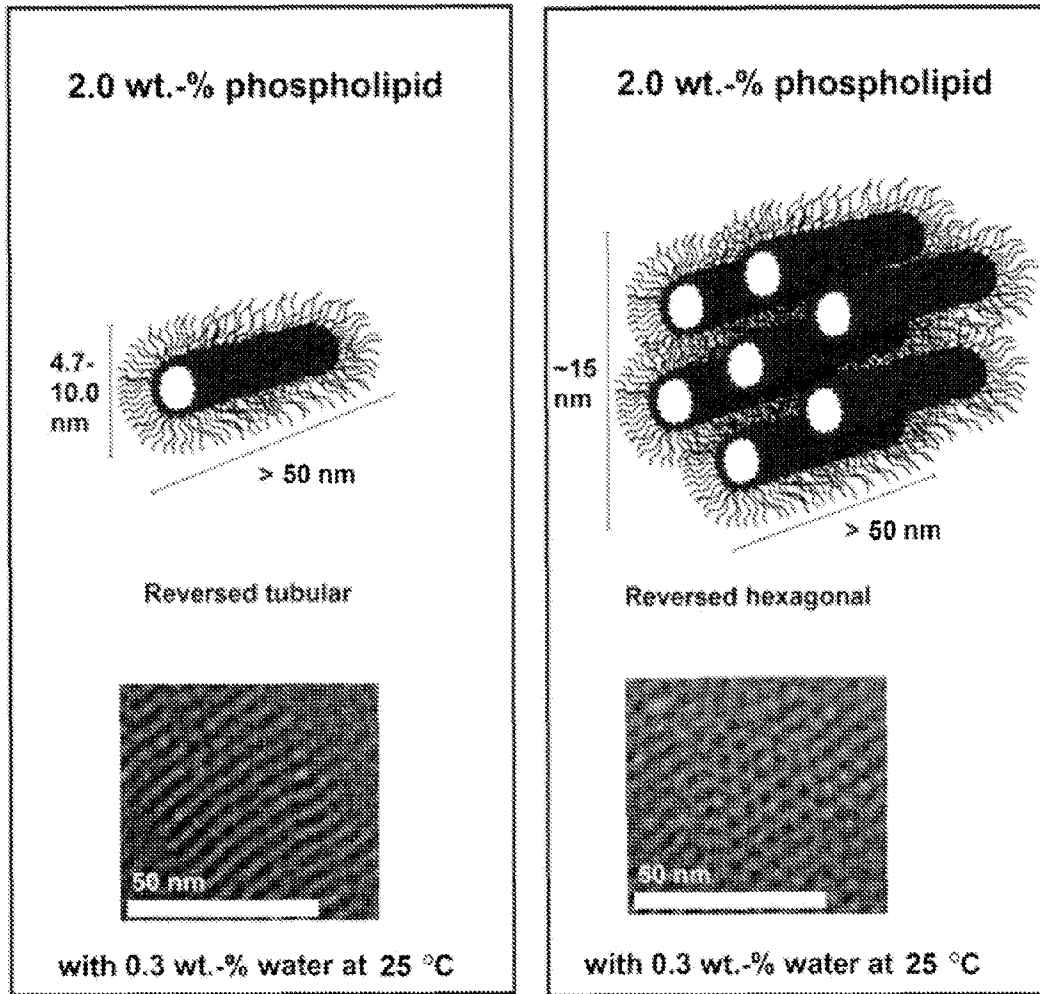 2.0 wt.-% phospholipid
4.7-
10.0
nm
> 50 nm
Reversed tubular
50 nm
with 0.3 wt.-% water at 25 °C
2.0 wt.-% phospholipid
~15
nm
> 50 nm
Reversed hexagonal
50 nm
with 0.3 wt.-% water at 25 °C